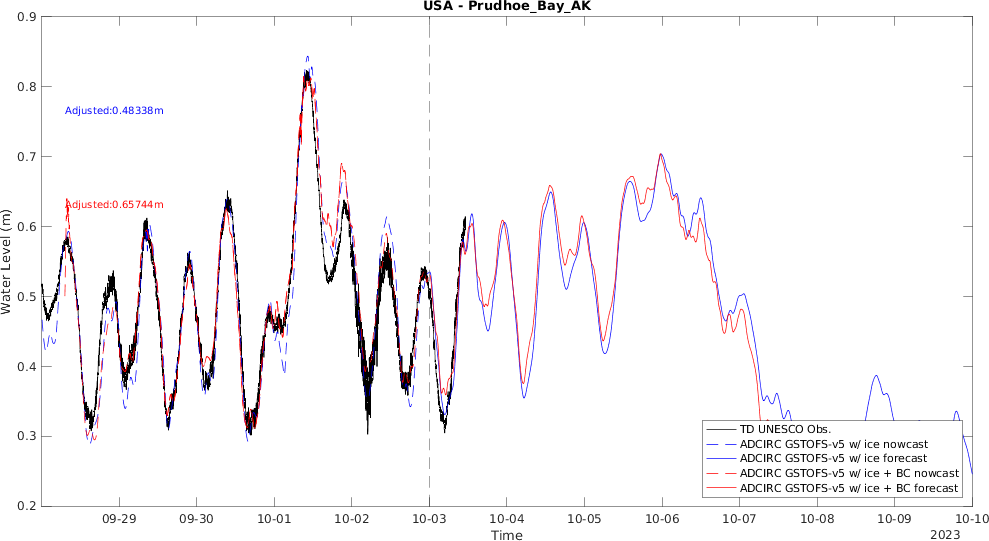 USA - Prudhoe_Bay_AK
0.9
0.8
0.7
0.6
0.5
0.4
0.3
0.2
Water Level (m)
Adjusted:0.48338m
Adjusted:0.65744m
TD UNESCO Obs.
ADCIRC GSTOFS-v5 w/ ice nowcast
ADCIRC GSTOFS-v5 w/ ice forecast
ADCIRC GSTOFS-v5 w/ ice + BC nowcast
ADCIRC GSTOFS-v5 w/ ice + BC forecast
09-29 09-30 10-01 10-02 10-03 10-04 10-05 10-06 10-07 10-08 10-09 10-10
Time
2023